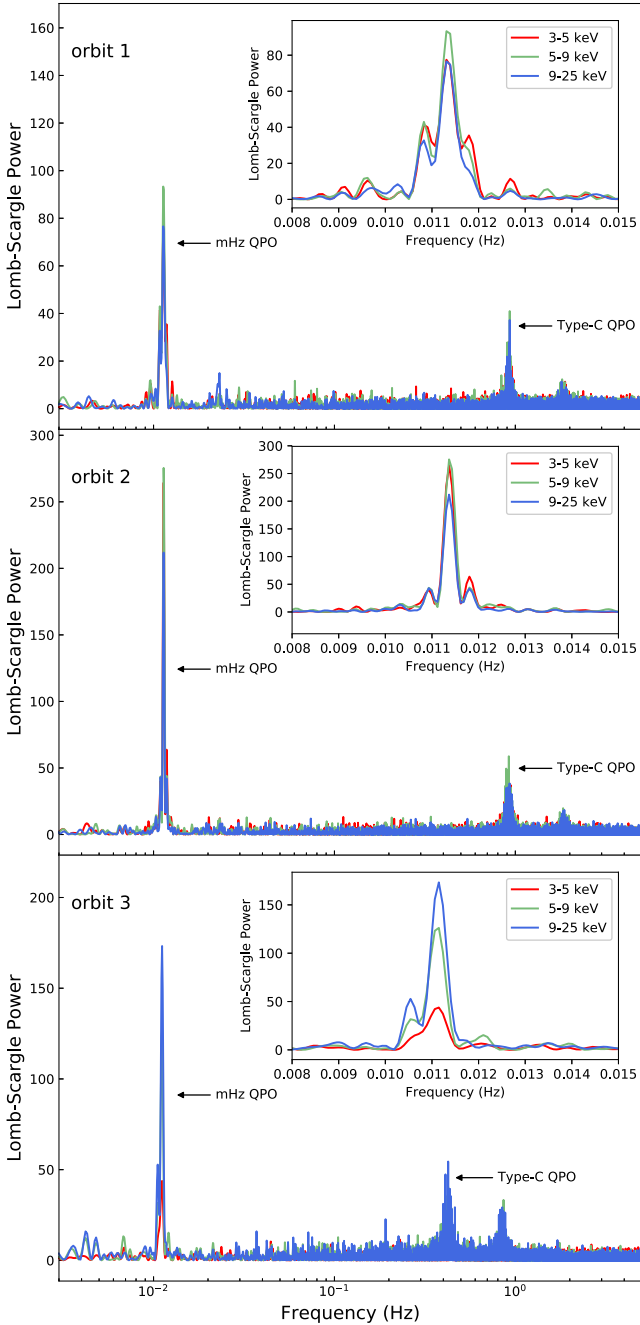 orbit 1
Lomb-Scargle Power
160
140
120
100
80
60
40
20
0
mHz QPO
Type-C QPO
Lomb-Scargle Power
80
60
40
20
0
3-5 keV
5-9 keV
9-25 keV
0.008 0.009 0.010 0.011 0.012 0.013 0.014 0.015
Frequency (Hz)
orbit 2
Lomb-Scargle Power
300
250
200
150
100
50
0
mHz QPO
Type-C QPO
Lomb-Scargle Power
300
250
200
150
100
50
0
3-5 keV
5-9 keV
9-25 keV
0.008 0.009 0.010 0.011 0.012 0.013 0.014 0.015
Frequency (Hz)
orbit 3
Lomb-Scargle Power
200
150
100
50
0
mHz QPO
Type-C QPO
Lomb-Scargle Power
150
100
50
0
3-5 keV
5-9 keV
9-25 keV
0.008 0.009 0.010 0.011 0.012 0.013 0.014 0.015
Frequency (Hz)
10⁻² 10⁻¹ 10⁰
Frequency (Hz)